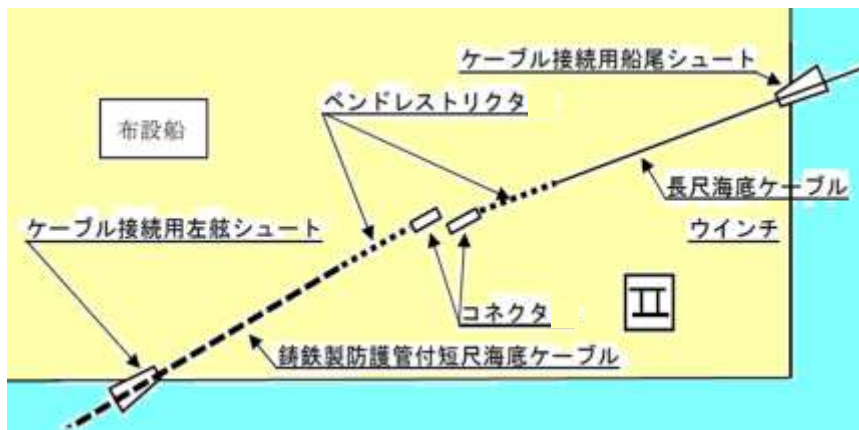 ケーブル接続用船尾シュート
ベンドレストリクタ
布設船
長尺海底ケーブル
ケーブル接続用左舷シュート
ウインチ
コネクタ
鋳鉄製防護管付短尺海底ケーブル